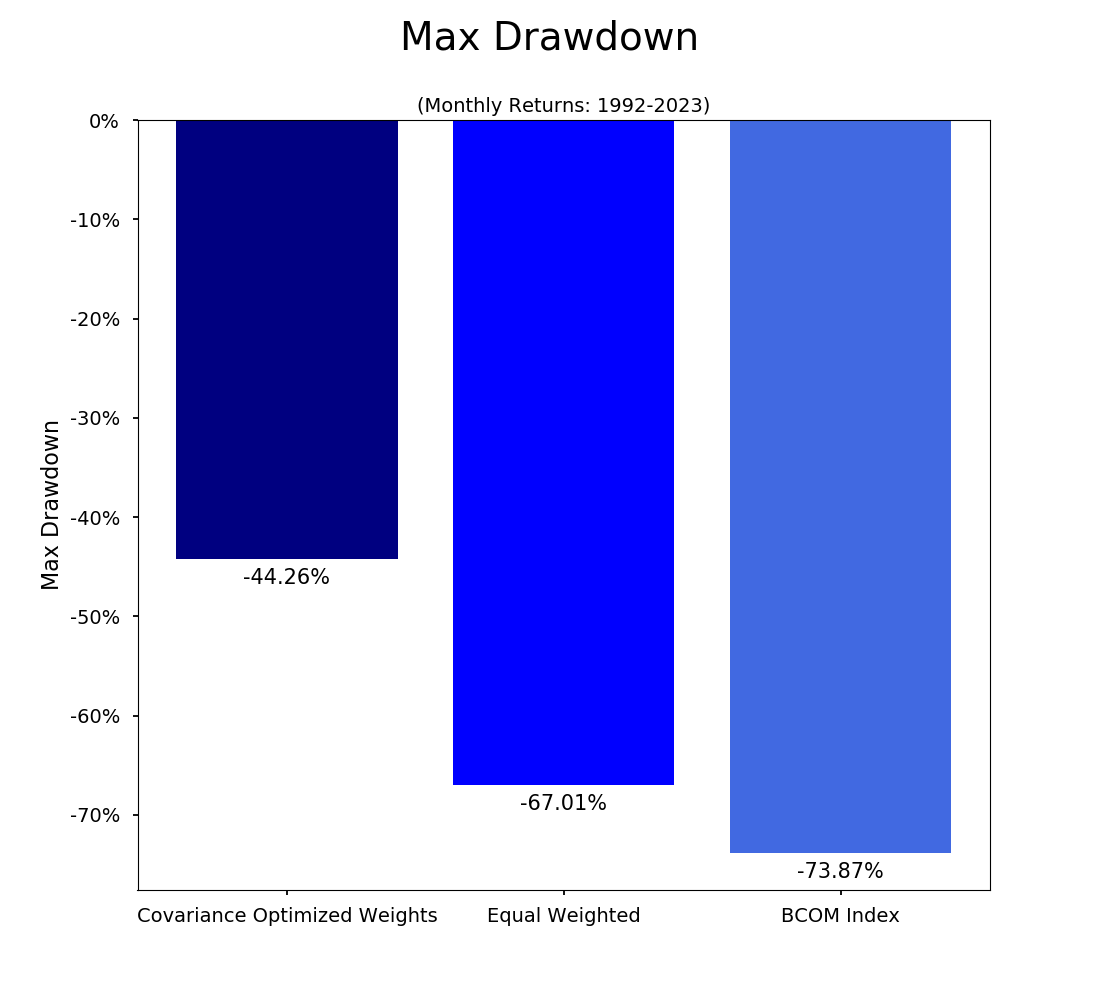 Max Drawdown
(Monthly Returns: 1992-2023)
0%
-10%
-20%
-30%
-40%
-50%
-60%
-70%
Max Drawdown
-44.26%
-67.01%
-73.87%
Covariance Optimized Weights
Equal Weighted
BCOM Index